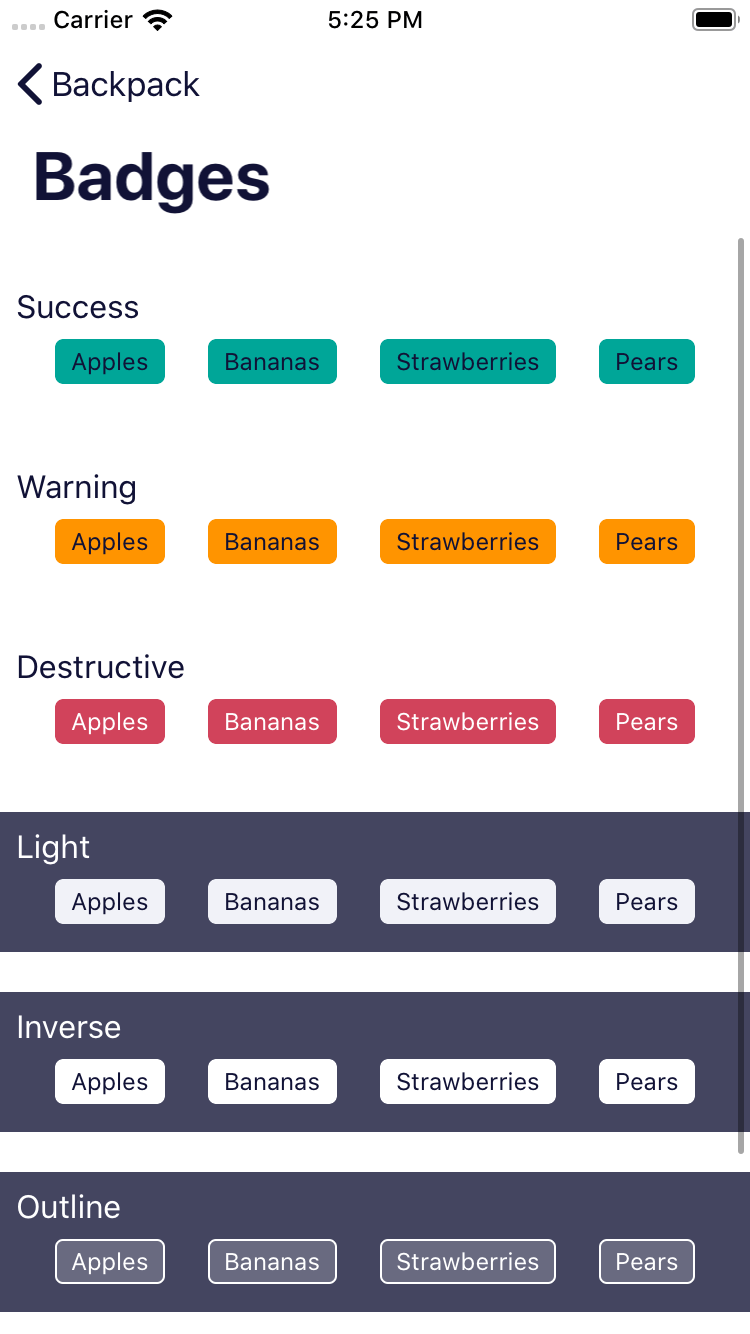 Carrier 5:25 PM
Backpack
Badges
Success
Apples Bananas Strawberries Pears
Warning
Apples Bananas Strawberries Pears
Destructive
Apples Bananas Strawberries Pears
Light
Apples Bananas Strawberries Pears
Inverse
Apples Bananas Strawberries Pears
Outline
Apples Bananas Strawberries Pears